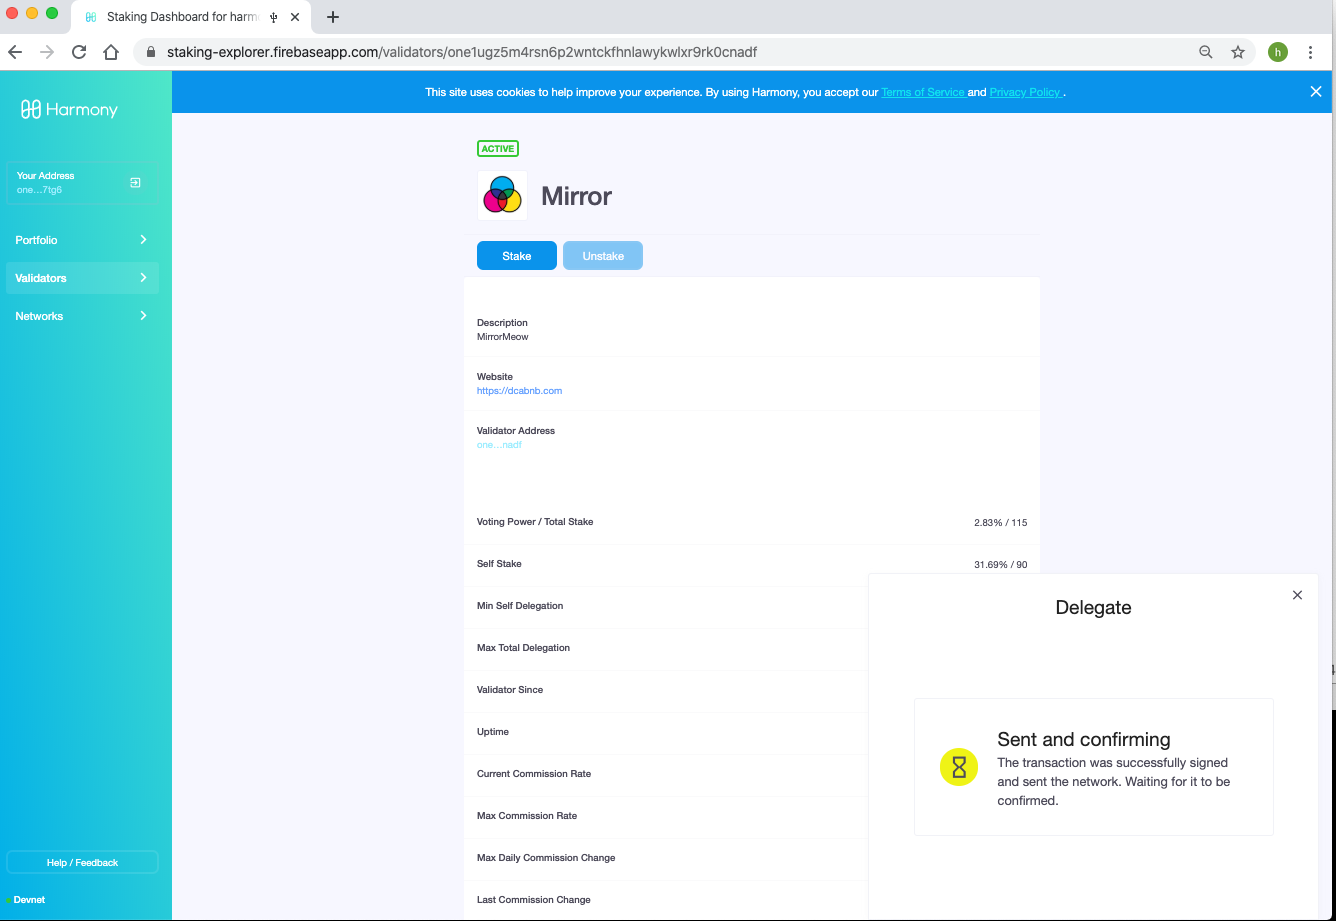 Staking Dashboard for harmo
staking-explorer.firebaseapp.com/validators/one1ugz5m4rsn6p2wntckfhnlawykwlxr9rk0cnadf
h
This site uses cookies to help improve your experience. By using Harmony, you accept our Terms of Service and Privacy Policy .
Harmony
Your Address
one...7tg6
Portfolio
Validators
Networks
Help / Feedback
Devnet
ACTIVE
Mirror
Stake
Unstake
Description
MirrorMeow
Website
https://dcabnb.com
Validator Address
one...nadf
Voting Power / Total Stake
2.83% / 115
Self Stake
31.69% / 90
Min Self Delegation
Max Total Delegation
Validator Since
Uptime
Current Commission Rate
Max Commission Rate
Max Daily Commission Change
Last Commission Change
Delegate
Sent and confirming
The transaction was successfully signed
and sent the network. Waiting for it to be
confirmed.